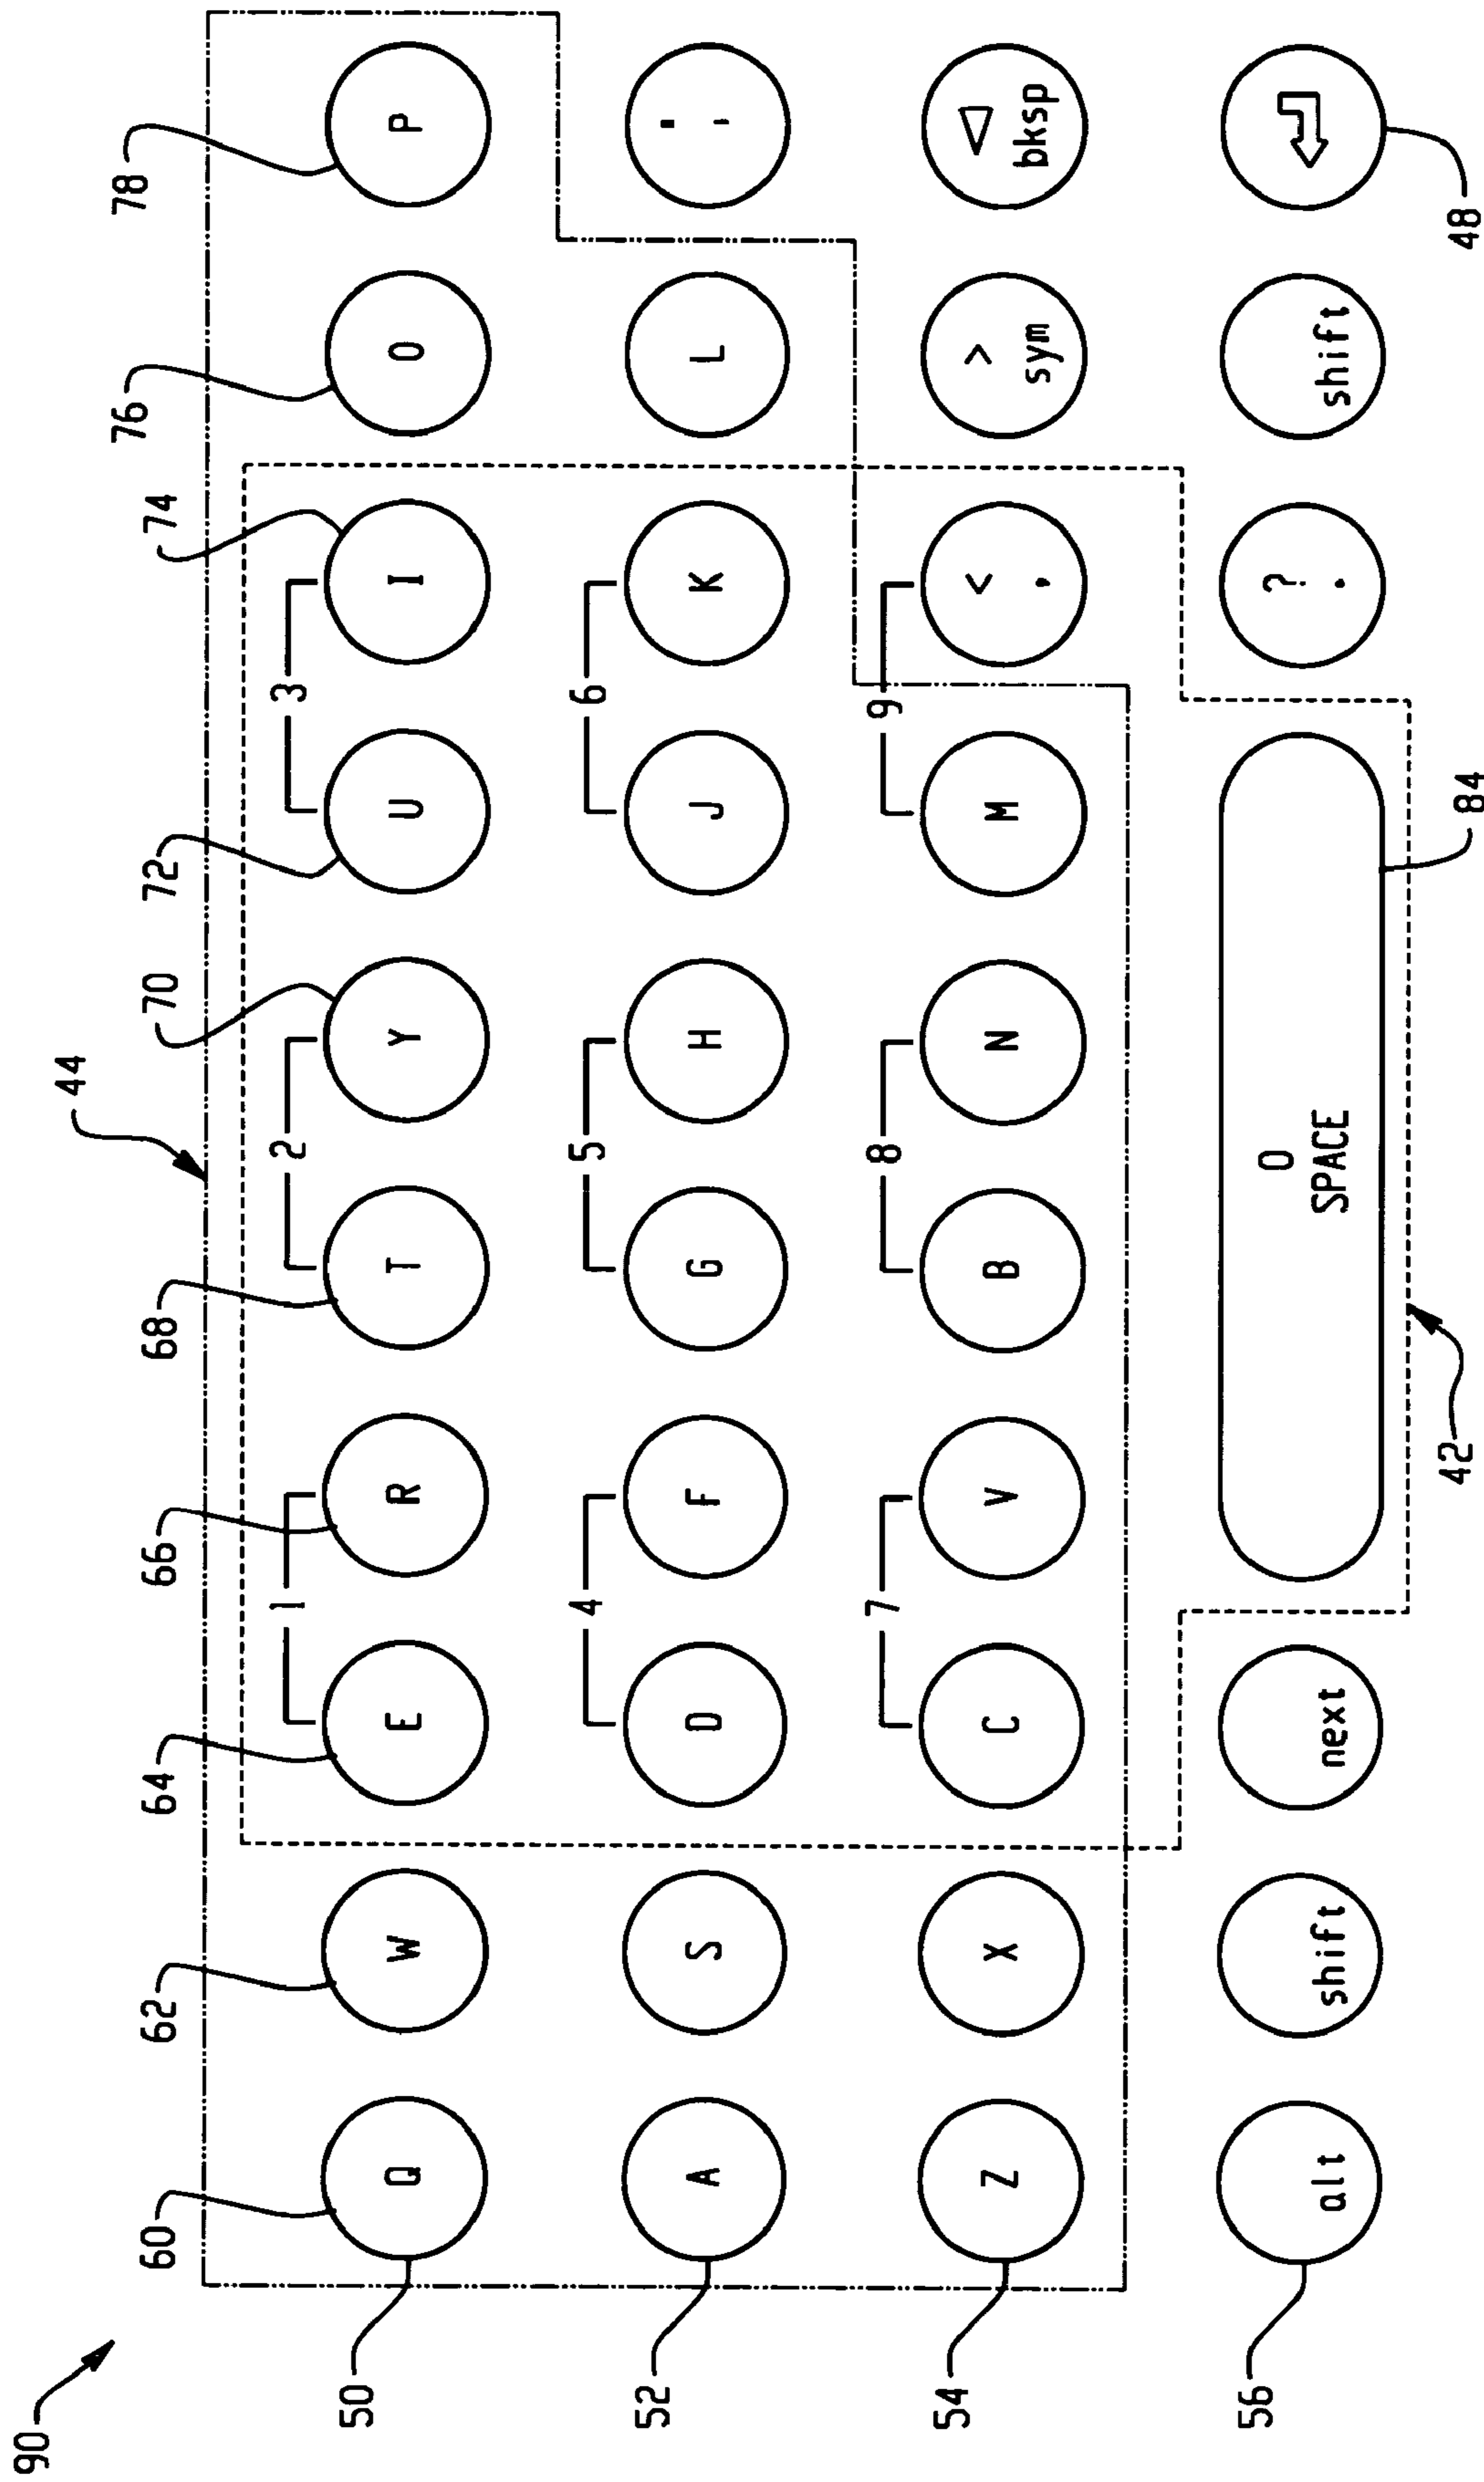 90
44
60 62 64 66 68 70 72 74 76 78
1 2 3
Q W E R T Y U I O P
50
4 5 6
A S D F G H J K L
52
7 8 9
Z X C V B N M < , > sym bksp
54
alt shift next 0 SPACE ? . shift
56
42 84 48